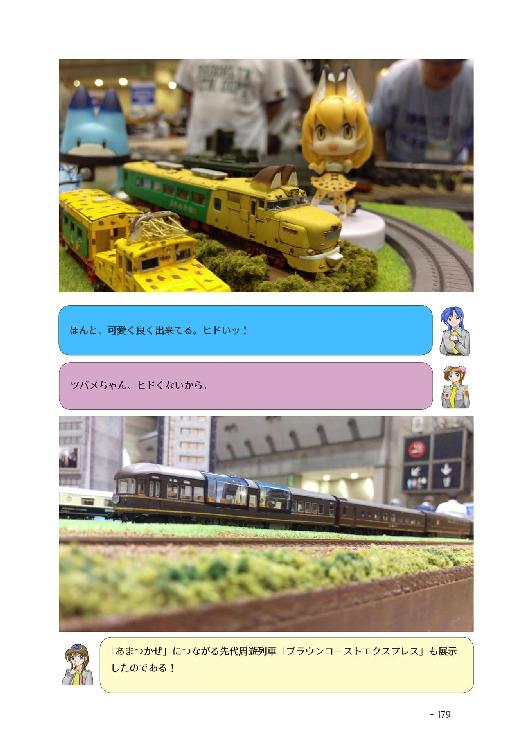 ほんと、可愛く良く出来てる。ヒドいッ！
ツバメちゃん、ヒドくないから。
「あまつかぜ」につながる先代周遊列車「ブラウンコーストエクスプレス」も展示
したのである！
- 179